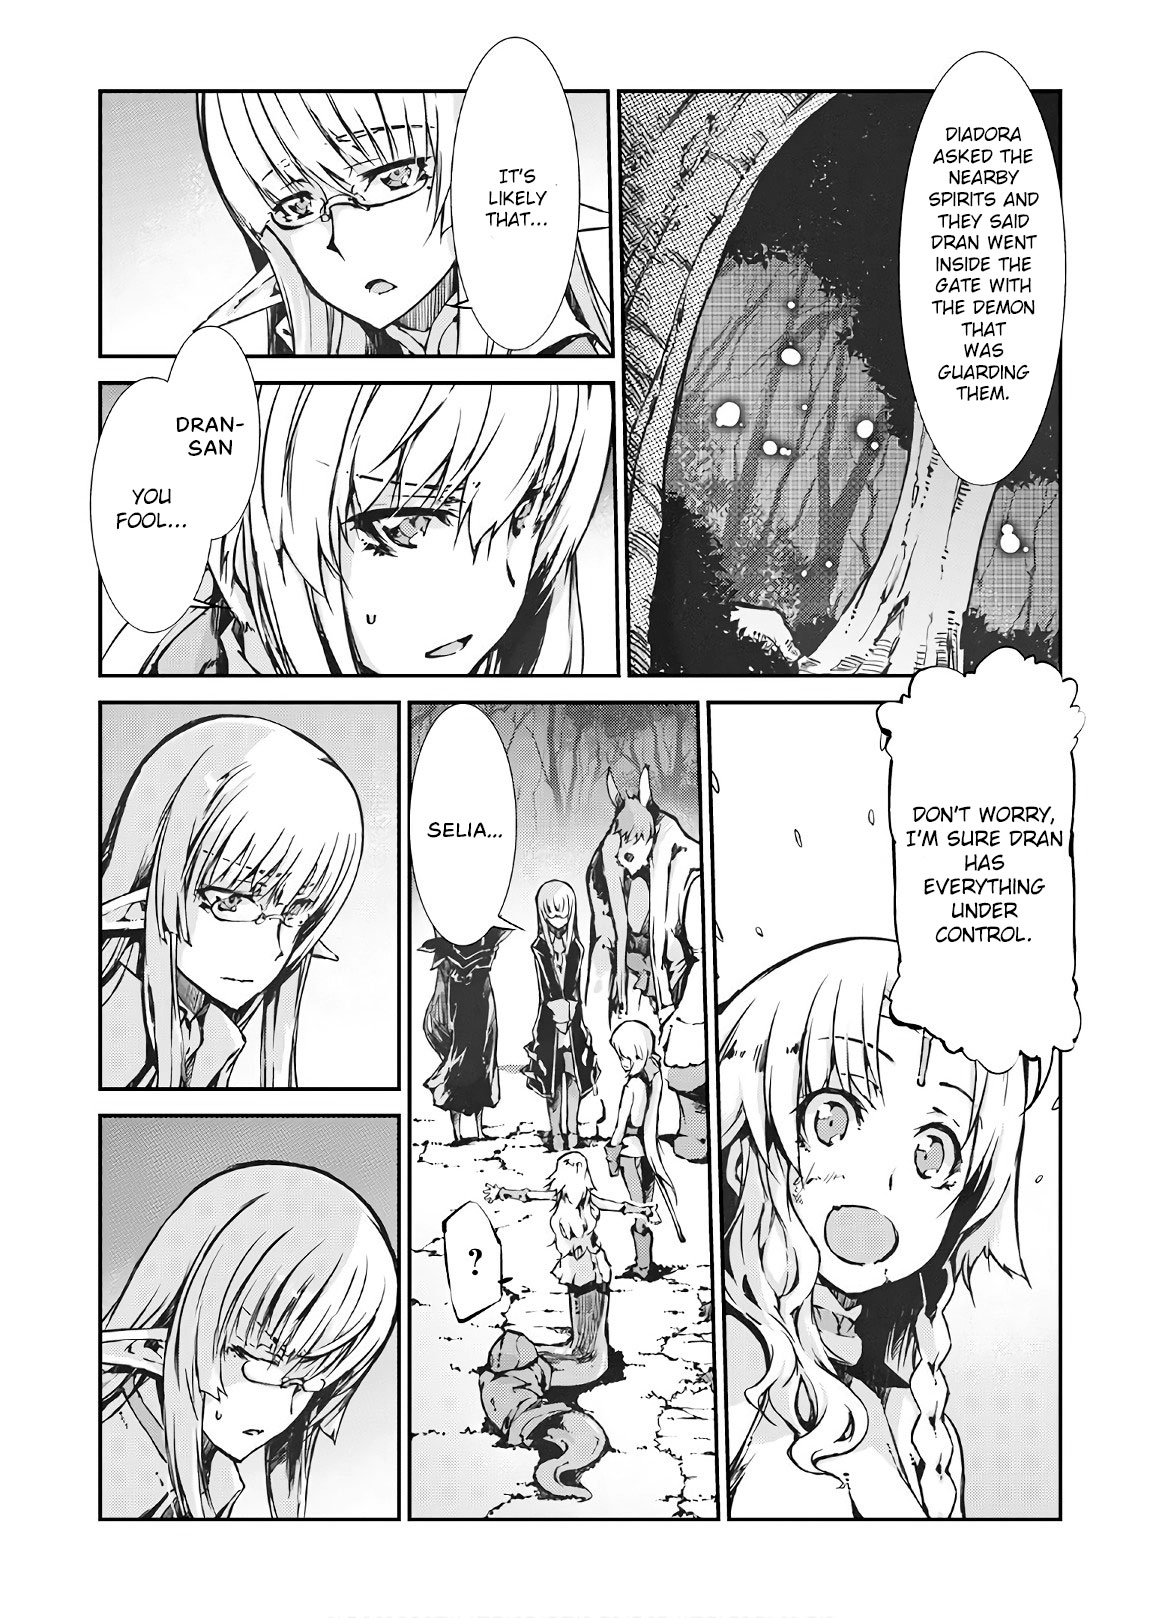 DIADORA
ASKED THE
NEARBY
SPIRITS AND
THEY SAID
DRAN WENT
INSIDE THE
GATE WITH
THE DEMON
THAT
WAS
GUARDING
THEM.
IT'S
LIKELY
THAT...
DRAN-
SAN
YOU
FOOL...
DON'T WORRY,
I'M SURE DRAN
HAS
EVERYTHING
UNDER
CONTROL.
SELIA...
?